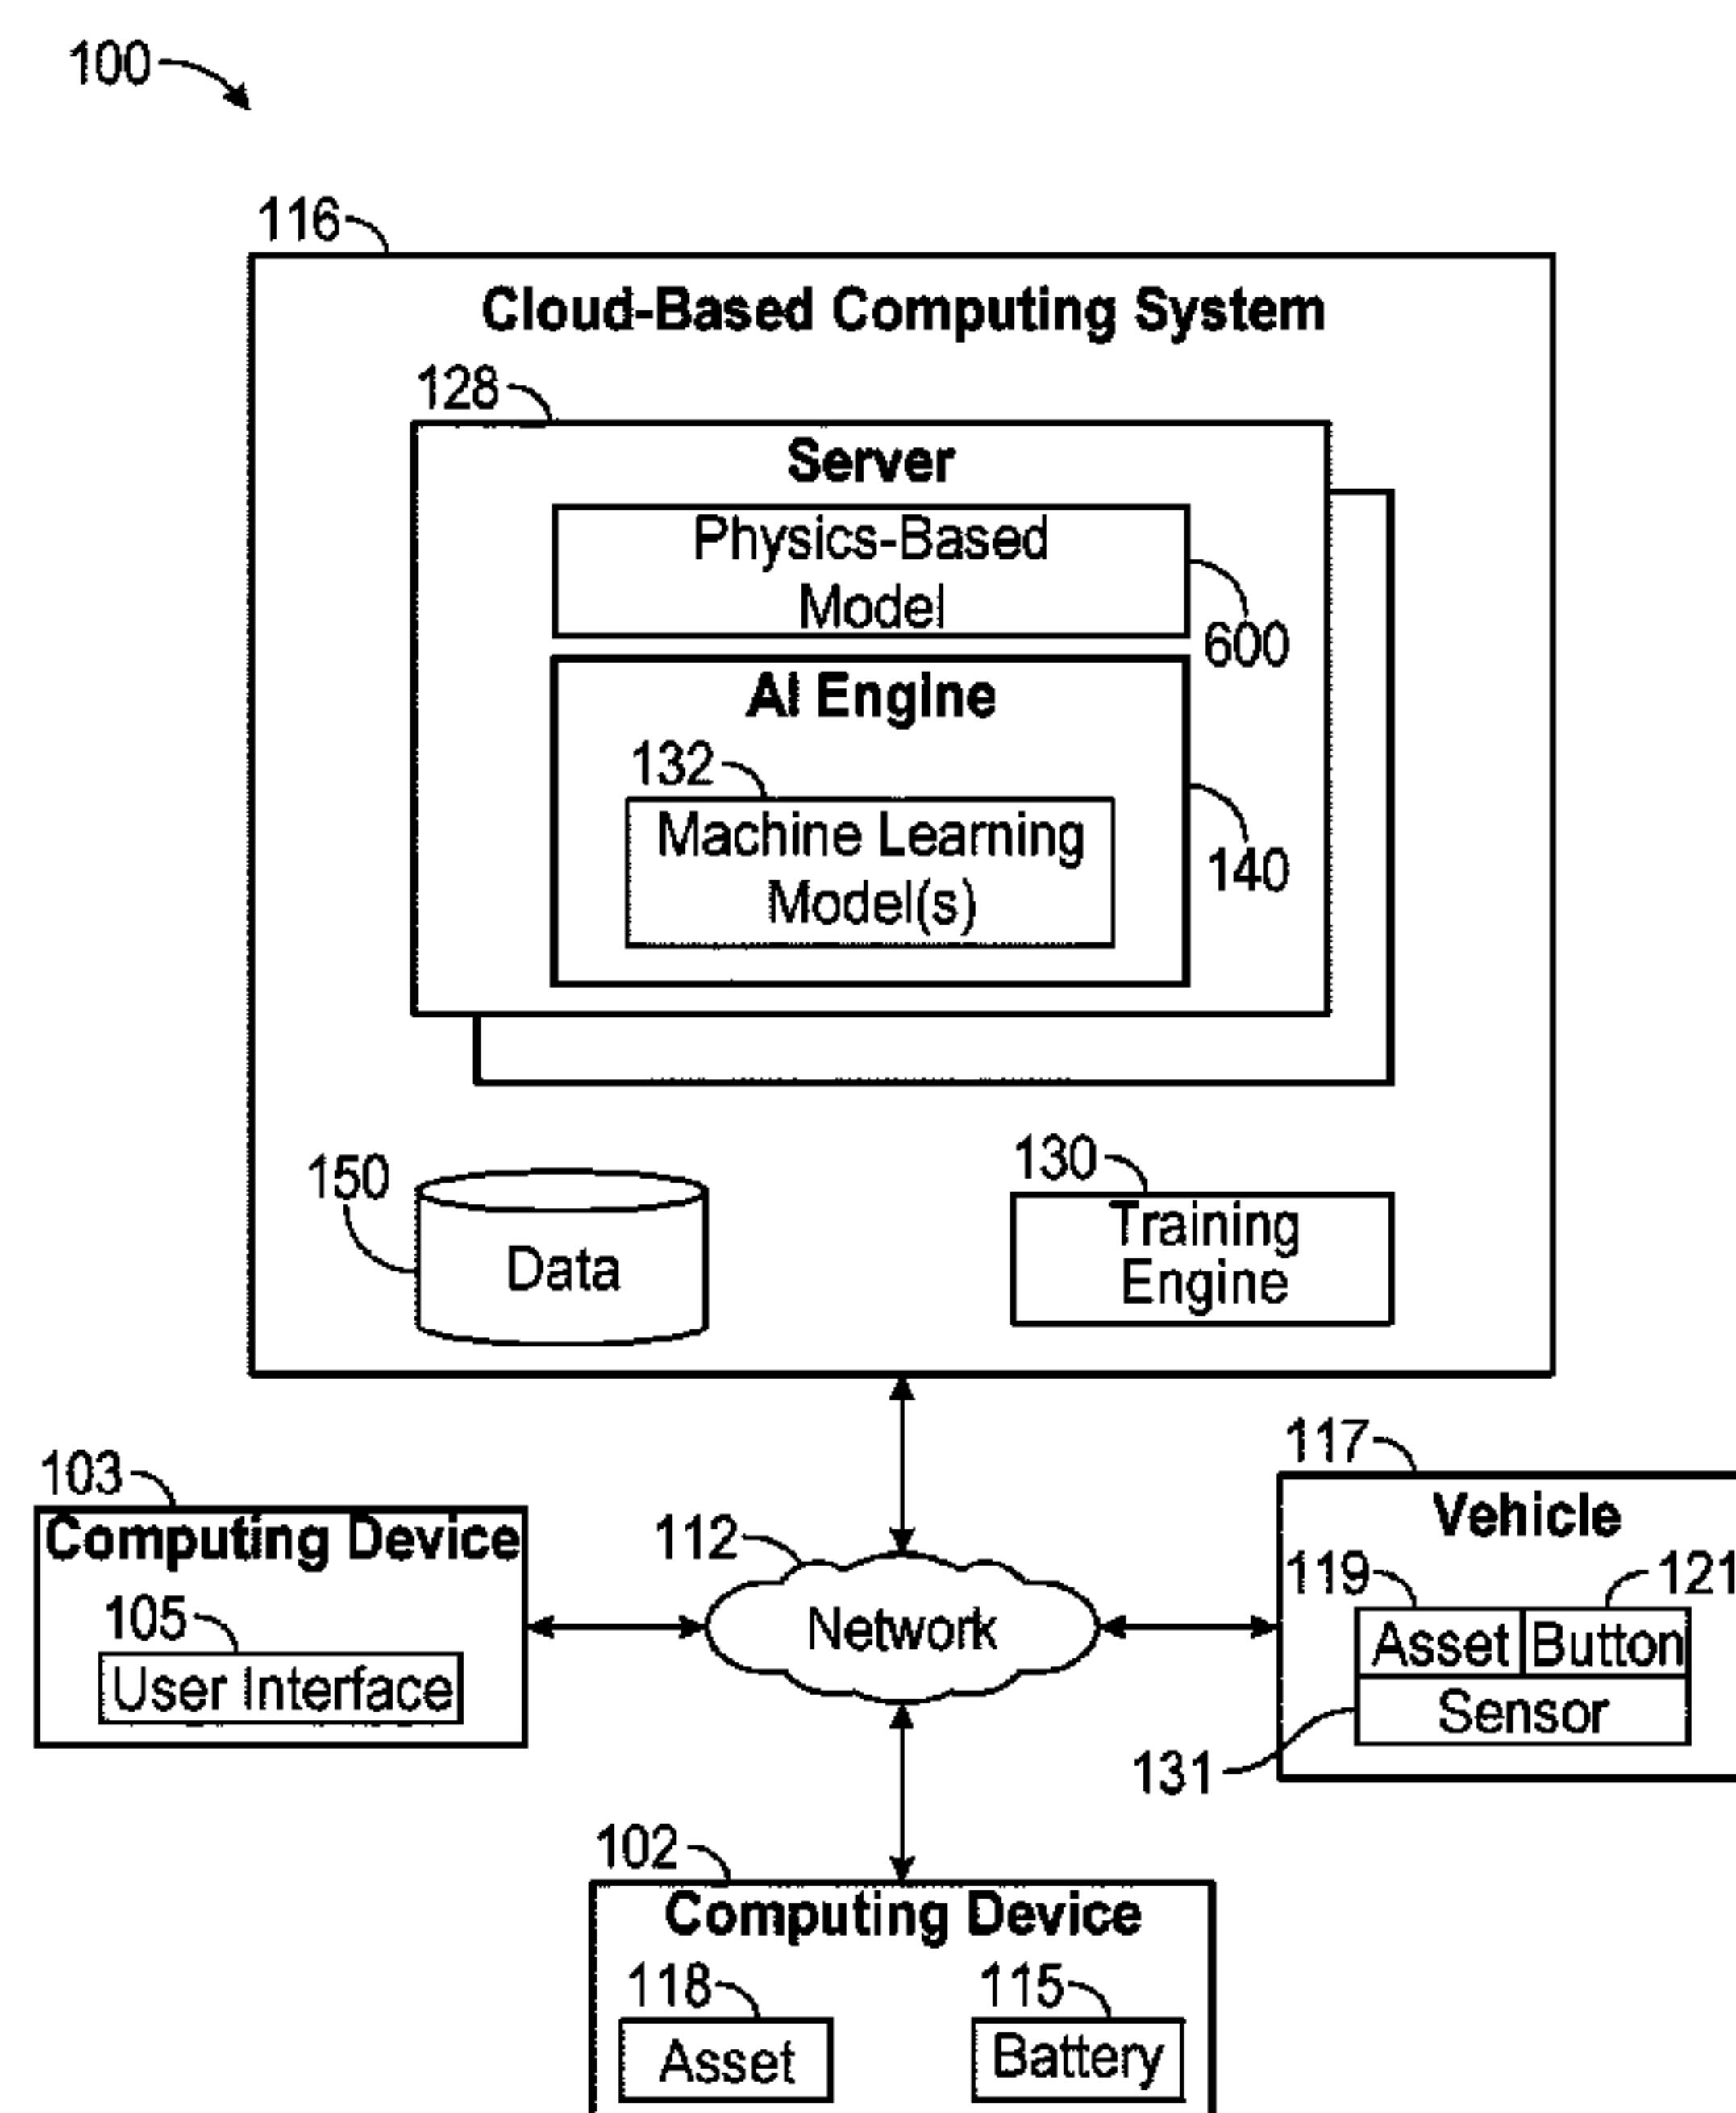 100
116
Cloud-Based Computing System
128
Server
Physics-Based
Model
600
AI Engine
132
Machine Learning
Model(s)
140
150
Data
130
Training
Engine
103
Computing Device
105
User Interface
112
Network
117
Vehicle
119
121
Asset
Button
Sensor
131
102
Computing Device
118
115
Asset
Battery